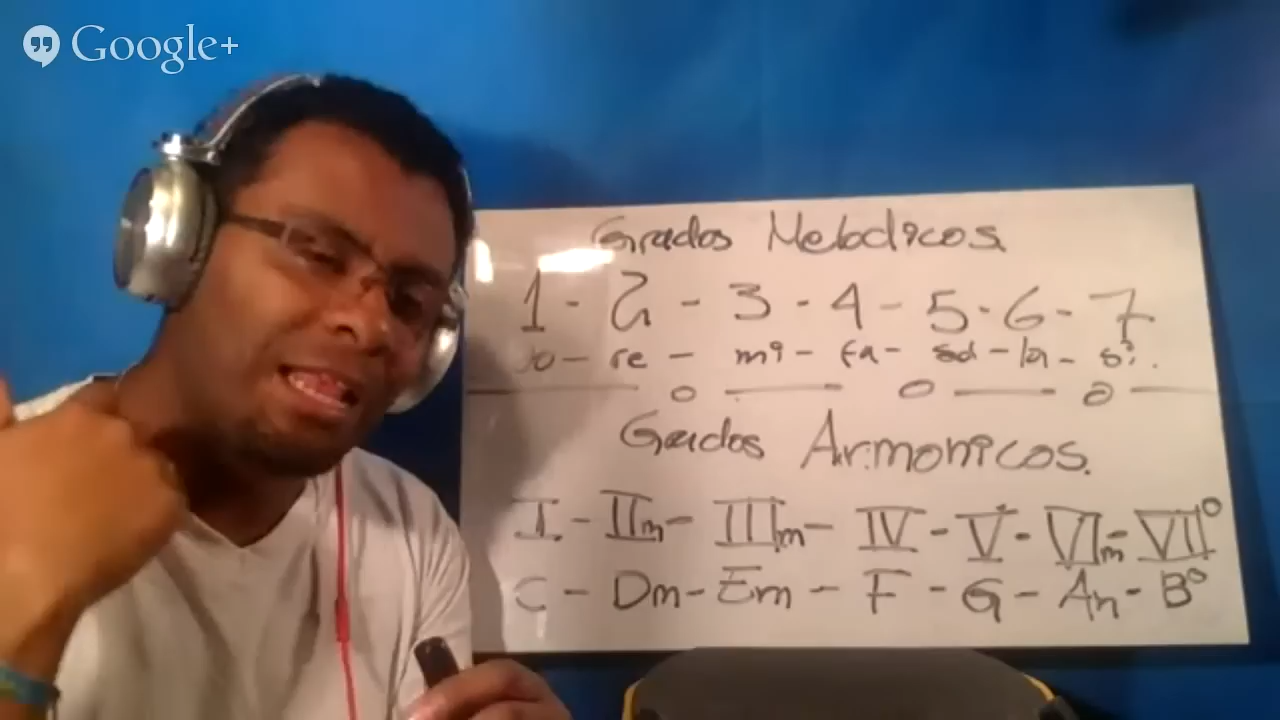 Google+
Grados Melodicos.
1 - 2 - 3 - 4 - 5 - 6 - 7
Do - re - mi - fa - sol - la - si.
Grados Armonicos.
I - IIm - IIIm - IV - V - VIm - VII°
C - Dm - Em - F - G - Am - B°